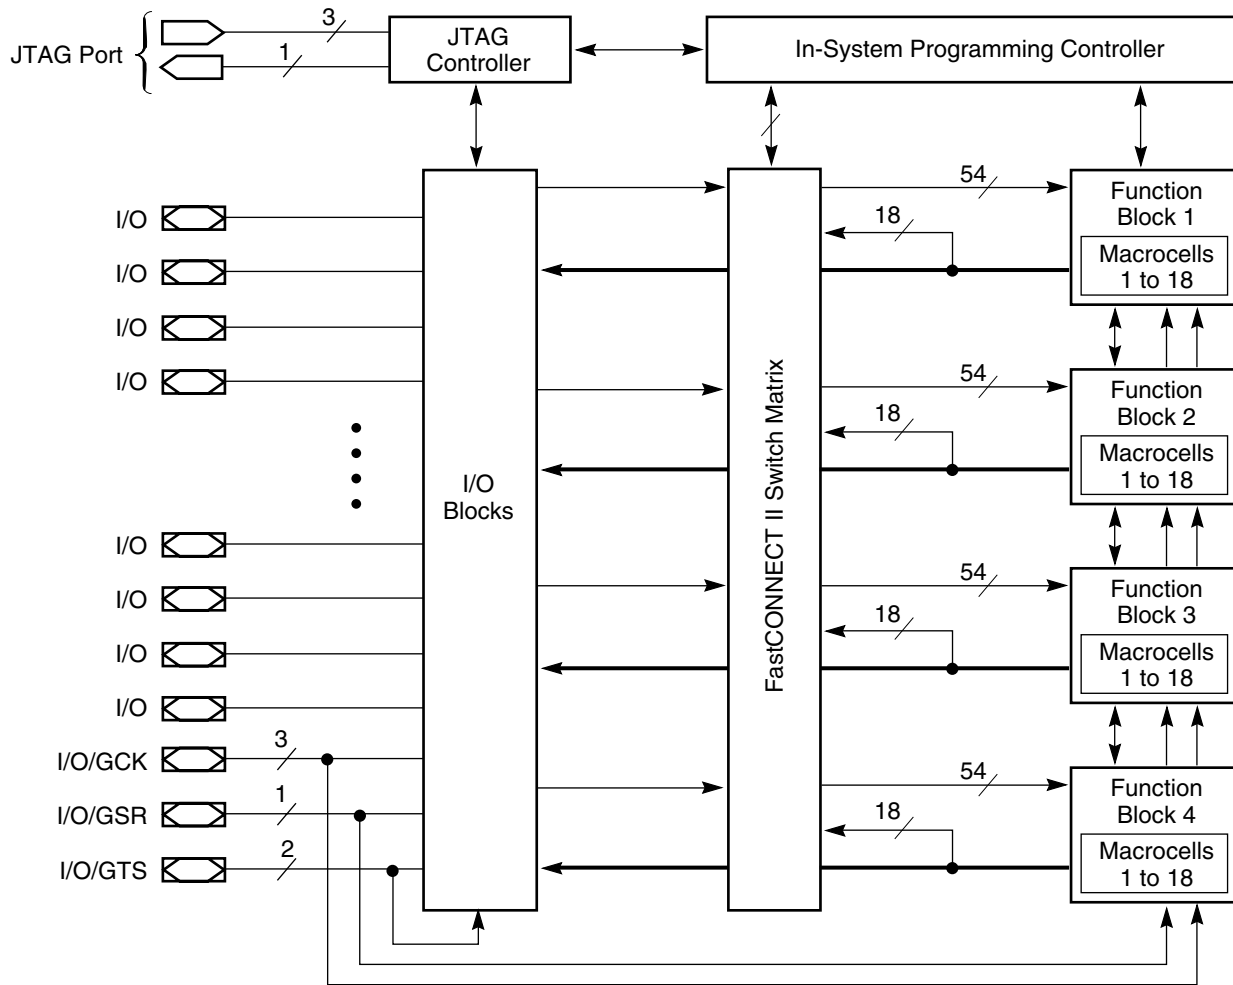 JTAG Port
3
1
JTAG
Controller
In-System Programming Controller
I/O
I/O
I/O
I/O
I/O
I/O
I/O
I/O
I/O/GCK
3
I/O/GSR
1
I/O/GTS
2
I/O
Blocks
FastCONNECT II Switch Matrix
54
18
Function
Block 1
Macrocells
1 to 18
54
18
Function
Block 2
Macrocells
1 to 18
54
18
Function
Block 3
Macrocells
1 to 18
54
18
Function
Block 4
Macrocells
1 to 18